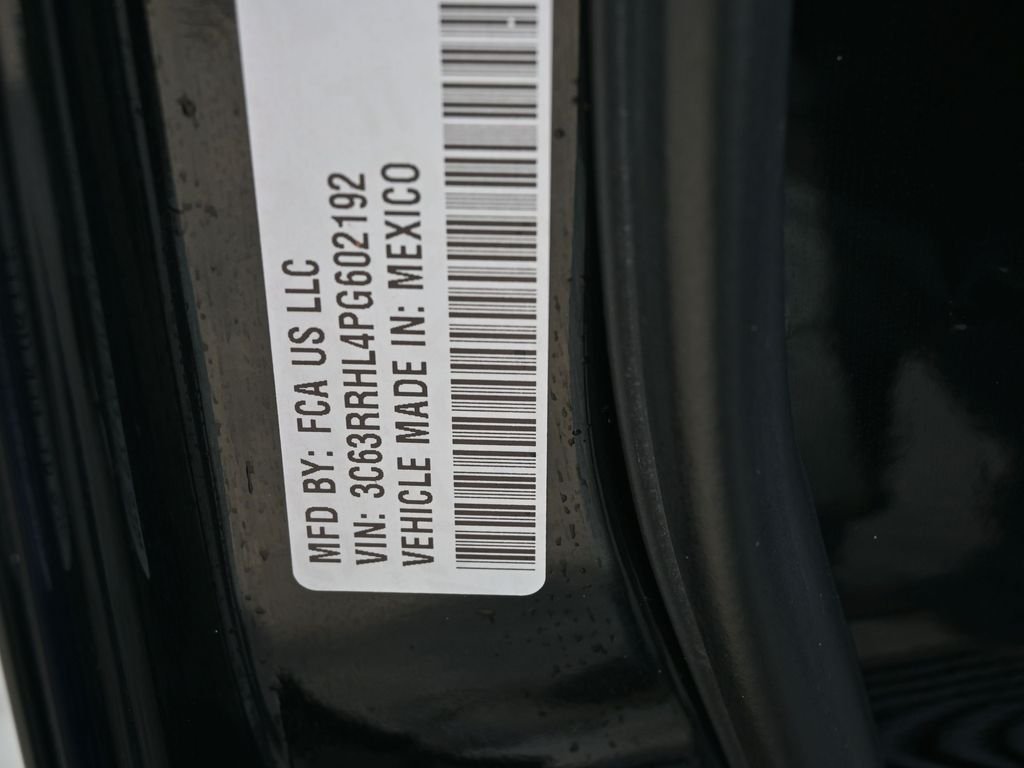 MFD BY: FCA US LLC
VIN: 3C63RRHL4PG602192
VEHICLE MADE IN: MEXICO